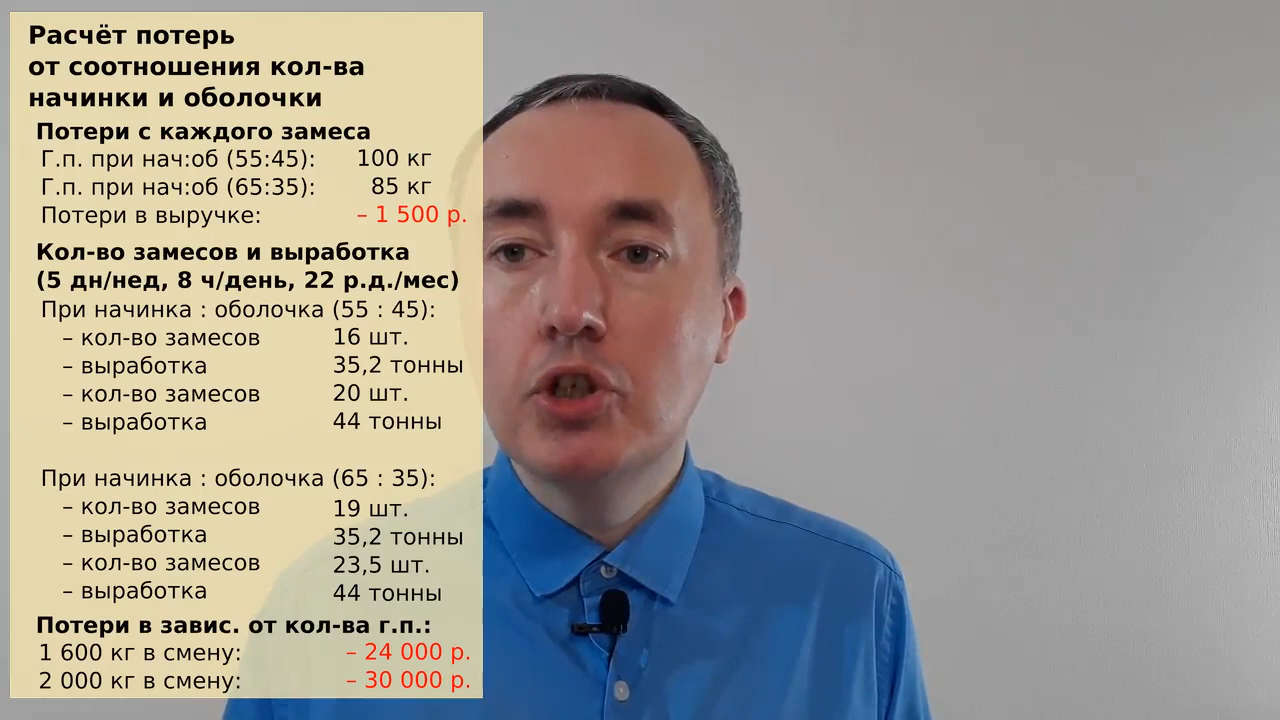 Расчёт потерь
от соотношения кол-ва
начинки и оболочки
Потери с каждого замеса
Г.п. при нач:об (55:45): 100 кг
Г.п. при нач:об (65:35): 85 кг
Потери в выручке: – 1 500 р.
Кол-во замесов и выработка
(5 дн/нед, 8 ч/день, 22 р.д./мес)
При начинка : оболочка (55 : 45):
– кол-во замесов 16 шт.
– выработка 35,2 тонны
– кол-во замесов 20 шт.
– выработка 44 тонны
При начинка : оболочка (65 : 35):
– кол-во замесов 19 шт.
– выработка 35,2 тонны
– кол-во замесов 23,5 шт.
– выработка 44 тонны
Потери в завис. от кол-ва г.п.:
1 600 кг в смену: – 24 000 р.
2 000 кг в смену: – 30 000 р.